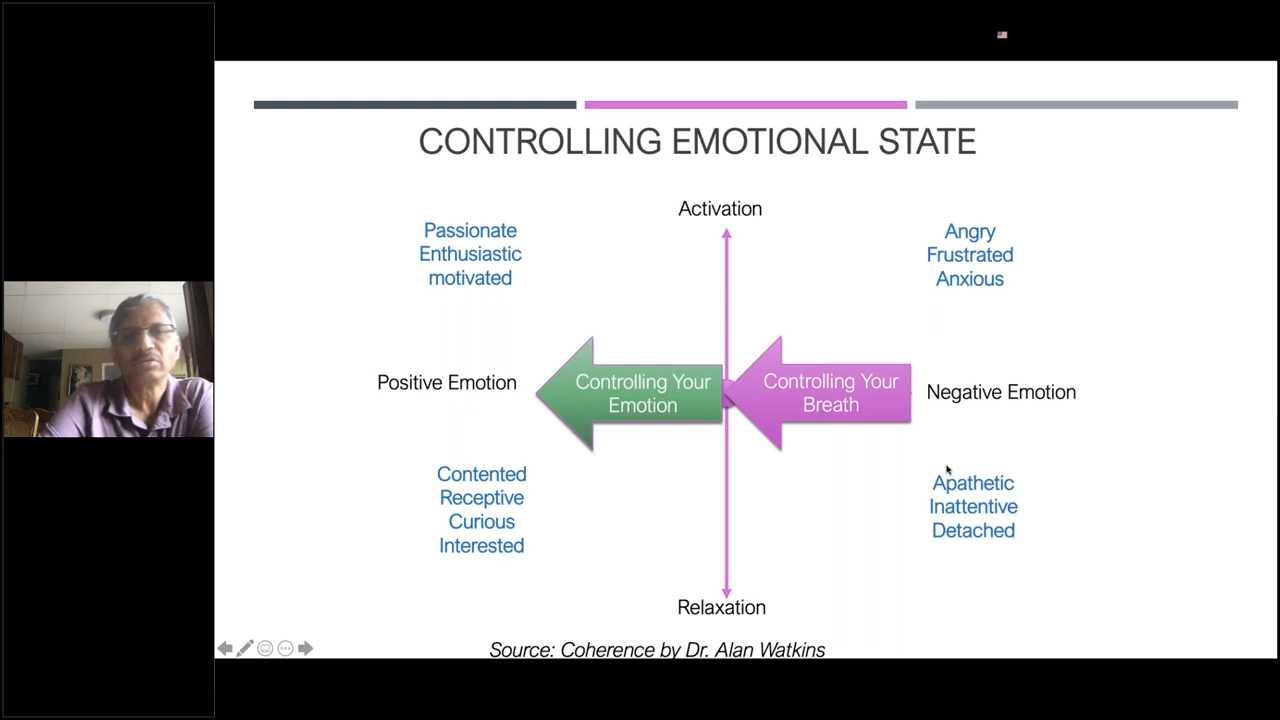 CONTROLLING EMOTIONAL STATE
Activation
Passionate
Enthusiastic
motivated
Angry
Frustrated
Anxious
Positive Emotion
Controlling Your
Emotion
Controlling Your
Breath
Negative Emotion
Contented
Receptive
Curious
Interested
Apathetic
Inattentive
Detached
Relaxation
Source: Coherence by Dr. Alan Watkins